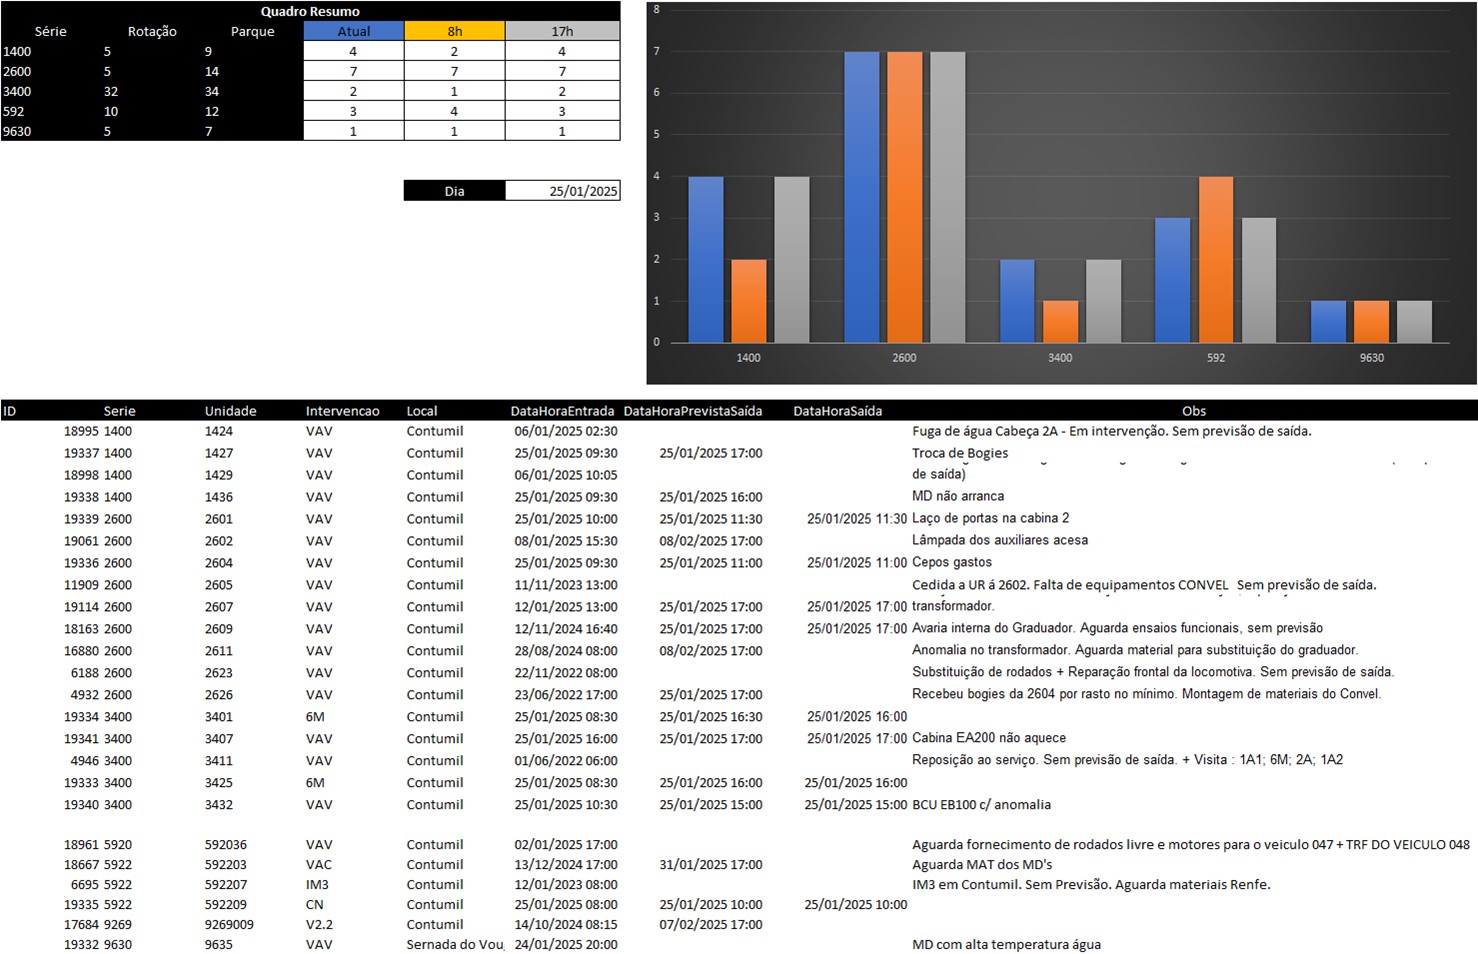 Quadro Resumo
Série Rotação Parque Atual 8h 17h
1400 5 9 4 2 4
2600 5 14 7 7 7
3400 32 34 2 1 2
592 10 12 3 4 3
9630 5 7 1 1 1
Dia 25/01/2025
8
7
6
5
4
3
2
1
0
1400 2600 3400 592 9630
ID Serie Unidade Intervencao Local DataHoraEntrada DataHoraPrevistaSaída DataHoraSaída Obs
18995 1400 1424 VAV Contumil 06/01/2025 02:30 Fuga de água Cabeça 2A - Em intervenção. Sem previsão de saída.
19337 1400 1427 VAV Contumil 25/01/2025 09:30 25/01/2025 17:00 Troca de Bogies
18998 1400 1429 VAV Contumil 06/01/2025 10:05 de saída)
19338 1400 1436 VAV Contumil 25/01/2025 09:30 25/01/2025 16:00 MD não arranca
19339 2600 2601 VAV Contumil 25/01/2025 10:00 25/01/2025 11:30 25/01/2025 11:30 Laço de portas na cabina 2
19061 2600 2602 VAV Contumil 08/01/2025 15:30 08/02/2025 17:00 Lâmpada dos auxiliares acesa
19336 2600 2604 VAV Contumil 25/01/2025 09:30 25/01/2025 11:00 25/01/2025 11:00 Cepos gastos
11909 2600 2605 VAV Contumil 11/11/2023 13:00 Cedida a UR á 2602. Falta de equipamentos CONVEL Sem previsão de saída.
19114 2600 2607 VAV Contumil 12/01/2025 13:00 25/01/2025 17:00 25/01/2025 17:00 transformador.
18163 2600 2609 VAV Contumil 12/11/2024 16:40 25/01/2025 17:00 25/01/2025 17:00 Avaria interna do Graduador. Aguarda ensaios funcionais, sem previsão
16880 2600 2611 VAV Contumil 28/08/2024 08:00 08/02/2025 17:00 Anomalia no transformador. Aguarda material para substituição do graduador.
6188 2600 2623 VAV Contumil 22/11/2022 08:00 Substituição de rodados + Reparação frontal da locomotiva. Sem previsão de saída.
4932 2600 2626 VAV Contumil 23/06/2022 17:00 25/01/2025 17:00 Recebeu bogies da 2604 por rasto no mínimo. Montagem de materiais do Convel.
19334 3400 3401 6M Contumil 25/01/2025 08:30 25/01/2025 16:30 25/01/2025 16:00
19341 3400 3407 VAV Contumil 25/01/2025 16:00 25/01/2025 17:00 25/01/2025 17:00 Cabina EA200 não aquece
4946 3400 3411 VAV Contumil 01/06/2022 06:00 Reposição ao serviço. Sem previsão de saída. + Visita : 1A1; 6M; 2A; 1A2
19333 3400 3425 6M Contumil 25/01/2025 08:30 25/01/2025 16:00 25/01/2025 16:00
19340 3400 3432 VAV Contumil 25/01/2025 10:30 25/01/2025 15:00 25/01/2025 15:00 BCU EB100 c/ anomalia
18961 5920 592036 VAV Contumil 02/01/2025 17:00 Aguarda fornecimento de rodados livre e motores para o veiculo 047 + TRF DO VEICULO 048
18667 5922 592203 VAC Contumil 13/12/2024 17:00 31/01/2025 17:00 Aguarda MAT dos MD's
6695 5922 592207 IM3 Contumil 12/01/2023 08:00 IM3 em Contumil. Sem Previsão. Aguarda materiais Renfe.
19335 5922 592209 CN Contumil 25/01/2025 08:00 25/01/2025 10:00 25/01/2025 10:00
17684 9269 9269009 V2.2 Contumil 14/10/2024 08:15 07/02/2025 17:00
19332 9630 9635 VAV Sernada do Vou 24/01/2025 20:00 MD com alta temperatura água